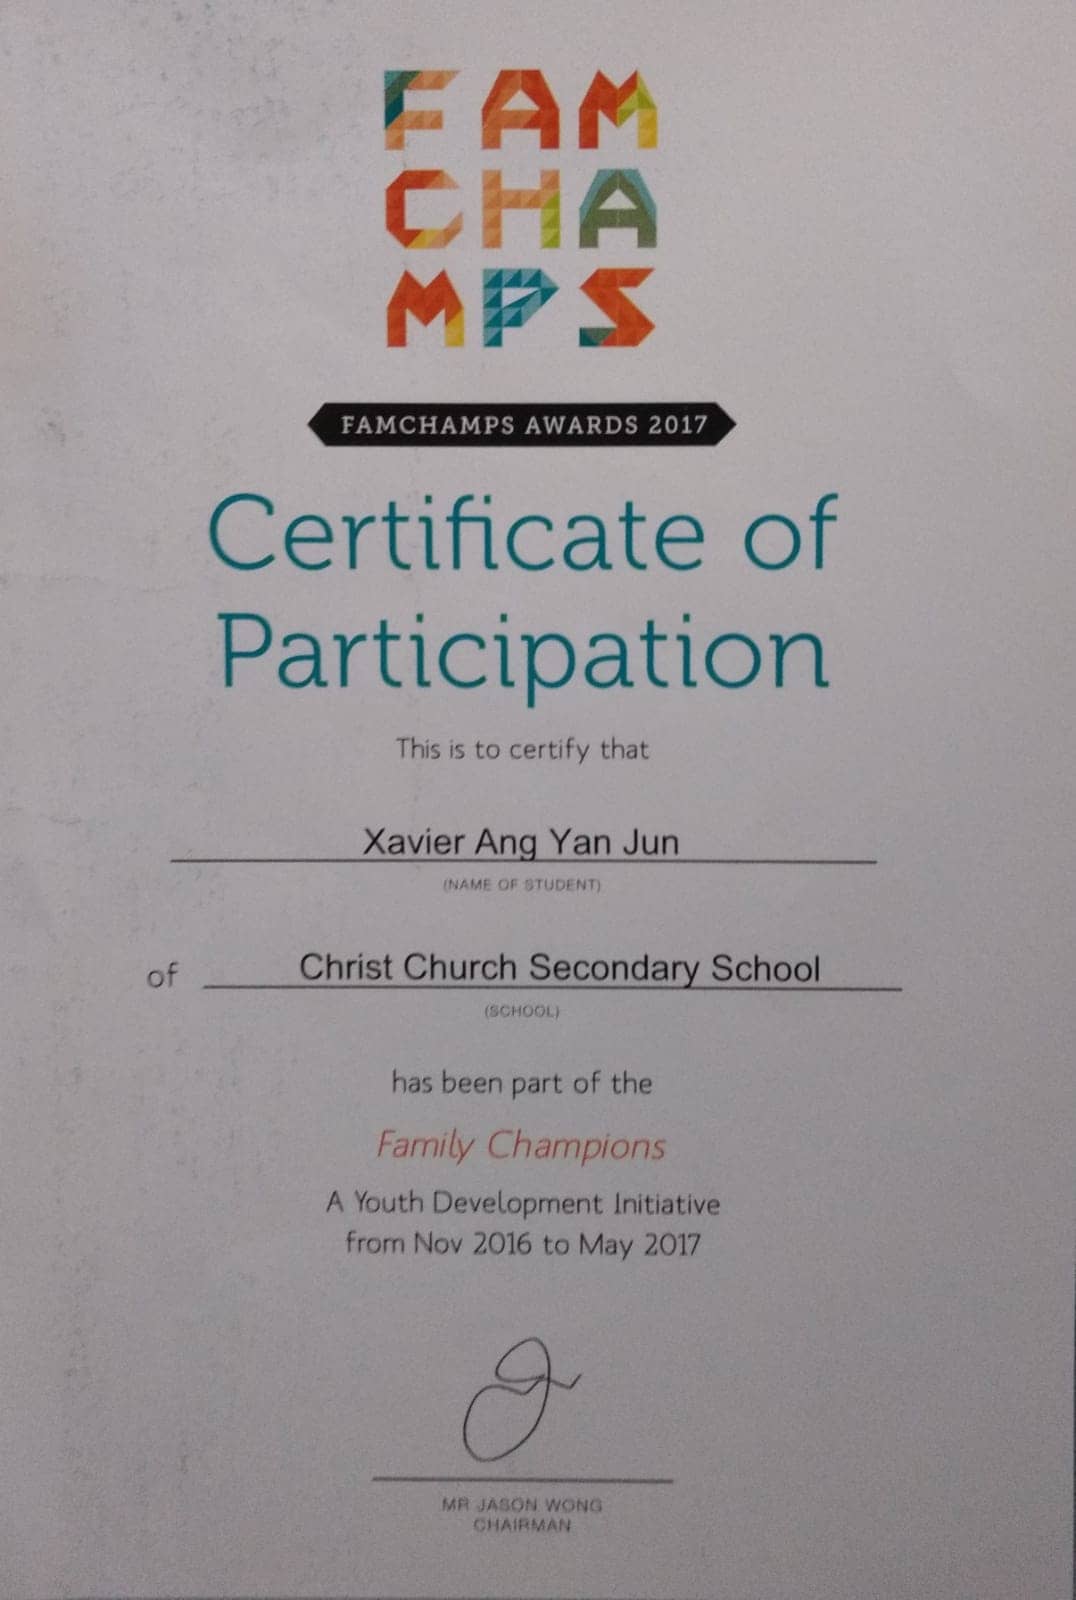 FAM
CHA
MPS
FAMCHAMPS AWARDS 2017
Certificate of
Participation
This is to certify that
Xavier Ang Yan Jun
(NAME OF STUDENT)
of Christ Church Secondary School
(SCHOOL)
has been part of the
Family Champions
A Youth Development Initiative
from Nov 2016 to May 2017
MR JASON WONG
CHAIRMAN